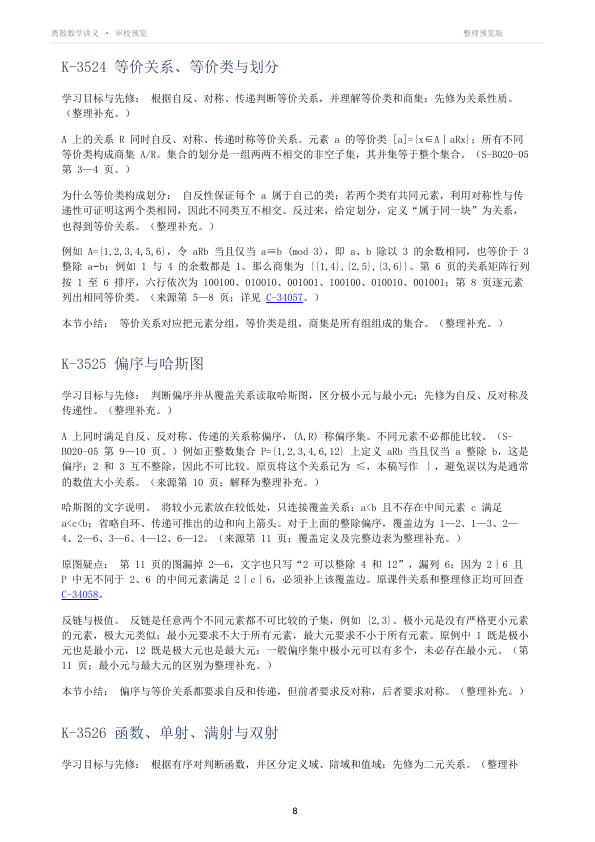 离散数学讲义 • 审校预览 整理预览版
K-3524 等价关系、等价类与划分
学习目标与先修： 根据自反、对称、传递判断等价关系，并理解等价类和商集；先修为关系性质。
（整理补充。）
A 上的关系 R 同时自反、对称、传递时称等价关系。元素 a 的等价类 [a]={x∈A∣aRx}；所有不同
等价类构成商集 A/R。集合的划分是一组两两不相交的非空子集，其并集等于整个集合。（S-B020-05
第 3—4 页。）
为什么等价类构成划分： 自反性保证每个 a 属于自己的类；若两个类有共同元素，利用对称性与传
递性可证明这两个类相同，因此不同类互不相交。反过来，给定划分，定义“属于同一块”为关系，
也得到等价关系。（整理补充。）
例如 A={1,2,3,4,5,6}，令 aRb 当且仅当 a≡b (mod 3)，即 a、b 除以 3 的余数相同，也等价于 3
整除 a−b；例如 1 与 4 的余数都是 1。那么商集为 {{1,4},{2,5},{3,6}}。第 6 页的关系矩阵行列
按 1 至 6 排序，六行依次为 100100、010010、001001、100100、010010、001001；第 8 页逐元素
列出相同等价类。（来源第 5—8 页；详见 C-34057。）
本节小结： 等价关系对应把元素分组，等价类是组，商集是所有组组成的集合。（整理补充。）
K-3525 偏序与哈斯图
学习目标与先修： 判断偏序并从覆盖关系读取哈斯图，区分极小元与最小元；先修为自反、反对称及
传递性。（整理补充。）
A 上同时满足自反、反对称、传递的关系称偏序，(A,R) 称偏序集。不同元素不必都能比较。（S-
B020-05 第 9—10 页。）例如正整数集合 P={1,2,3,4,6,12} 上定义 aRb 当且仅当 a 整除 b，这是
偏序；2 和 3 互不整除，因此不可比较。原页将这个关系记为 ≤，本稿写作 ∣，避免误以为是通常
的数值大小关系。（来源第 10 页；解释为整理补充。）
哈斯图的文字说明。 将较小元素放在较低处，只连接覆盖关系：a<b 且不存在中间元素 c 满足
a<c<b；省略自环、传递可推出的边和向上箭头。对于上面的整除偏序，覆盖边为 1—2、1—3、2—
4、2—6、3—6、4—12、6—12。（来源第 11 页；覆盖定义及完整边表为整理补充。）
原图疑点： 第 11 页的图漏掉 2—6，文字也只写“2 可以整除 4 和 12”，漏列 6；因为 2∣6 且
P 中无不同于 2、6 的中间元素满足 2∣c∣6，必须补上该覆盖边。原课件关系和整理修正均可回查
C-34058。
反链与极值。 反链是任意两个不同元素都不可比较的子集，例如 {2,3}。极小元是没有严格更小元素
的元素，极大元类似；最小元要求不大于所有元素，最大元要求不小于所有元素。原例中 1 既是极小
元也是最小元，12 既是极大元也是最大元；一般偏序集中极小元可以有多个，未必存在最小元。（第
11 页；最小元与最大元的区别为整理补充。）
本节小结： 偏序与等价关系都要求自反和传递，但前者要求反对称，后者要求对称。（整理补充。）
K-3526 函数、单射、满射与双射
学习目标与先修： 根据有序对判断函数，并区分定义域、陪域和值域；先修为二元关系。（整理补
8